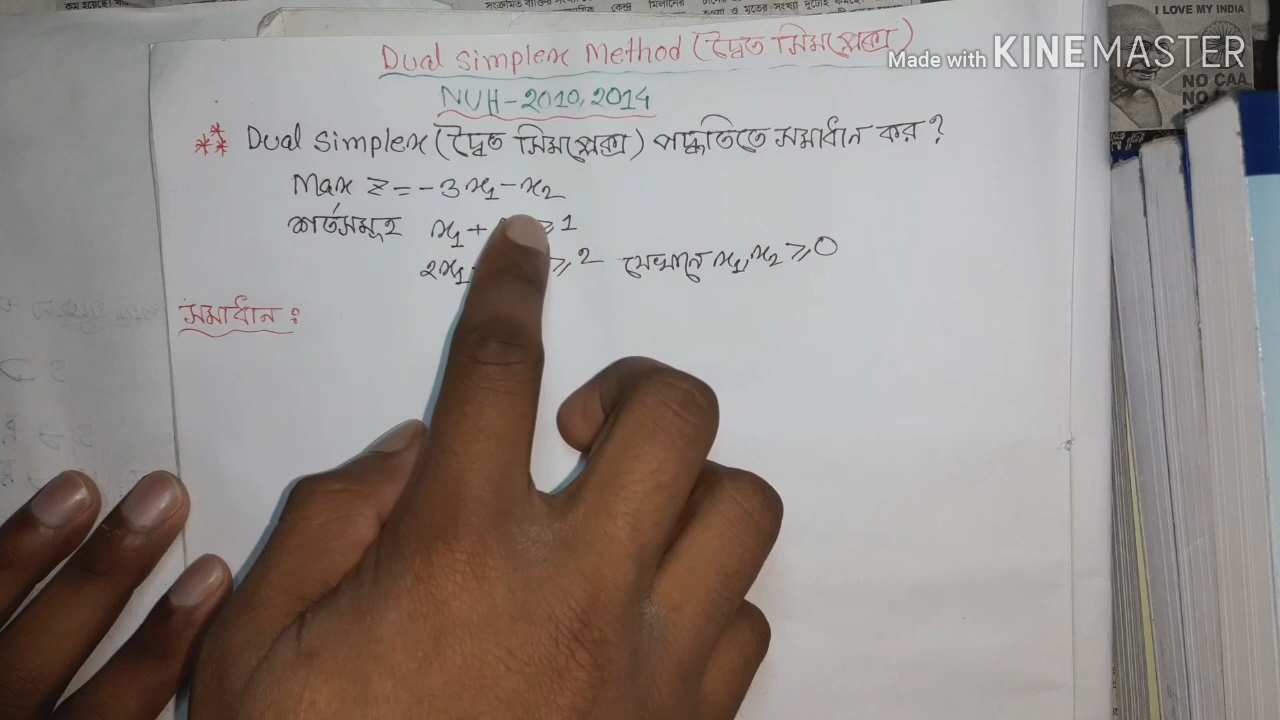 Dual Simplex Method (দ্বৈত সিমপ্লেক্স)
Made with KINEMASTER
I LOVE MY INDIA
NO CAA
NUH-2010, 2014
Dual Simplex (দ্বৈত সিমপ্লেক্স) পদ্ধতিতে সমাধান কর?
Max Z = -3x₁ - x₂
শর্তসমূহ x₁ + ≥ 1
2x₁ ≥ 2 যেখানে x₁, x₂ ≥ 0
সমাধান: